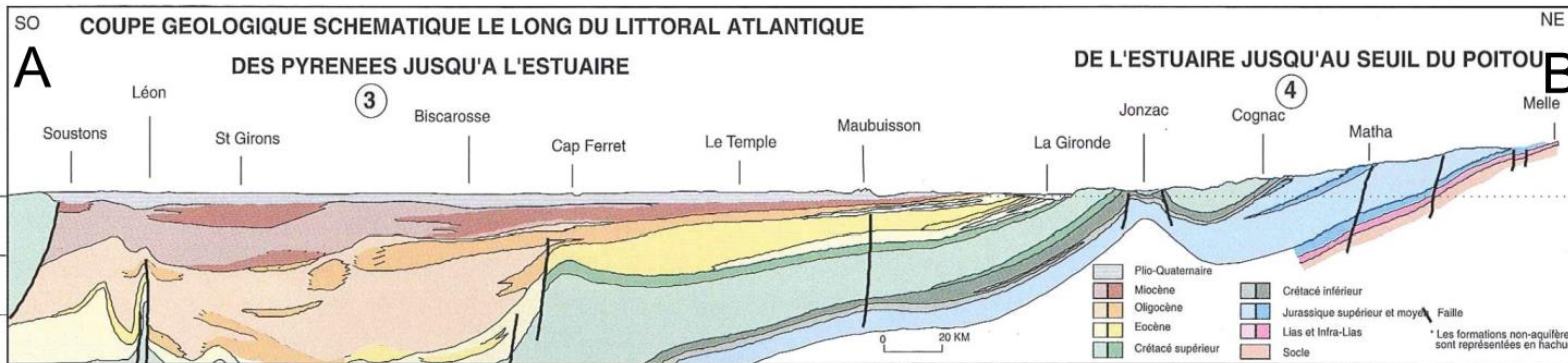 SO
NE
COUPE GEOLOGIQUE SCHEMATIQUE LE LONG DU LITTORAL ATLANTIQUE
A
DES PYRENEES JUSQU'A L'ESTUAIRE
DE L'ESTUAIRE JUSQU'AU SEUIL DU POITOU
B
3
4
Soustons
Léon
St Girons
Biscarosse
Cap Ferret
Le Temple
Maubuisson
La Gironde
Jonzac
Cognac
Matha
Melle
Plio-Quaternaire
Miocène
Oligocène
Eocène
Crétacé supérieur
Crétacé inférieur
Jurassique supérieur et moyen
Lias et Infra-Lias
Socle
Faille
* Les formations non-aquifère
sont représentées en hachur
0 20 KM